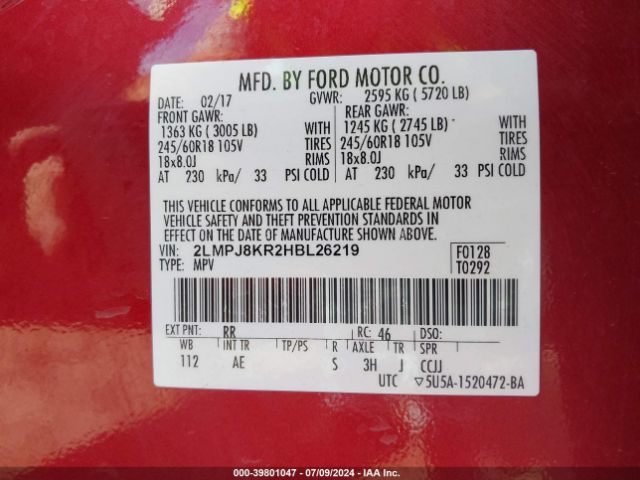 MFD. BY FORD MOTOR CO.
DATE: 02/17 GVWR: 2595 KG ( 5720 LB)
FRONT GAWR: REAR GAWR:
1363 KG ( 3005 LB) WITH 1245 KG ( 2745 LB) WITH
245/60R18 105V TIRES 245/60R18 105V TIRES
18x8.0J RIMS 18x8.0J RIMS
AT 230 kPa/ 33 PSI COLD AT 230 kPa/ 33 PSI COLD
THIS VEHICLE CONFORMS TO ALL APPLICABLE FEDERAL MOTOR
VEHICLE SAFETY AND THEFT PREVENTION STANDARDS IN
EFFECT ON THE DATE OF MANUFACTURE SHOWN ABOVE.
VIN: 2LMPJ8KR2HBL26219 F0128
TYPE: MPV T0292
EXT PNT: RR RC: 46 DSO:
WB INT TR TP/PS R AXLE TR SPR
112 AE S 3H J CCJJ
UTC ▽5U5A-1520472-BA
000-39801047 / 07/09/2024 / IAA Inc.